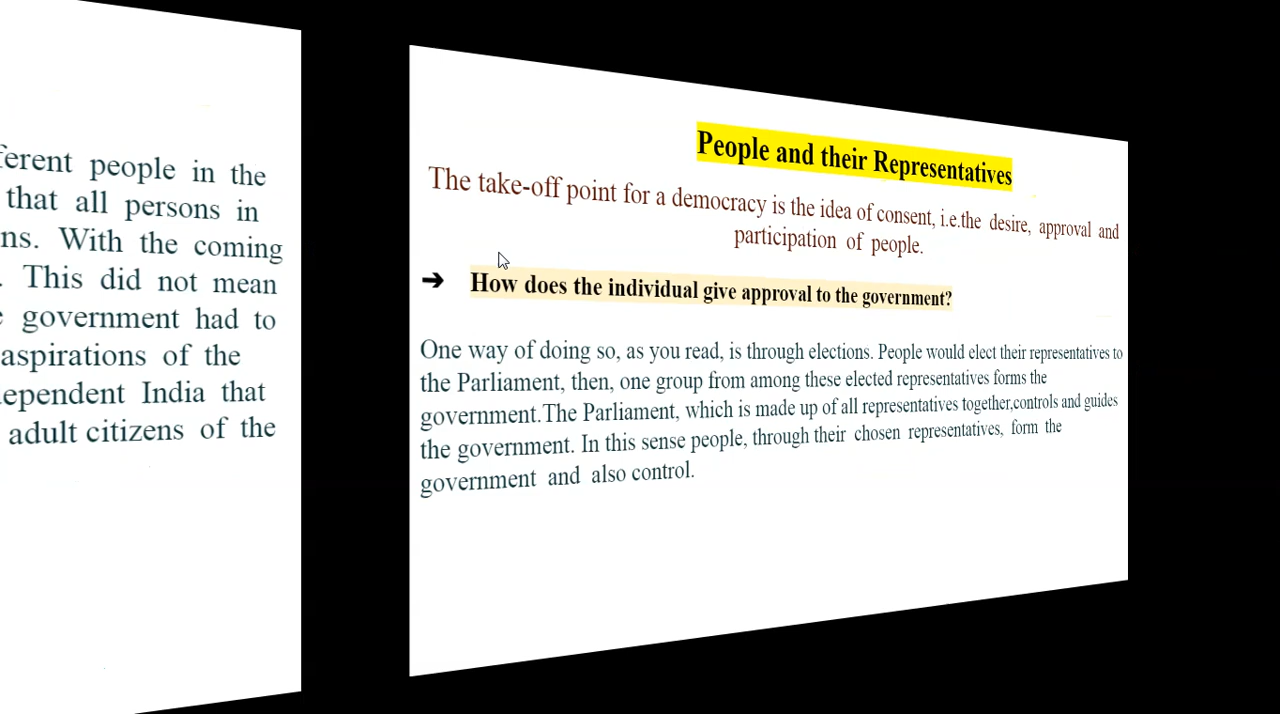 ferent people in the
that all persons in
ns. With the coming
. This did not mean
government had to
aspirations of the
ependent India that
adult citizens of the
People and their Representatives
The take-off point for a democracy is the idea of consent, i.e.the desire, approval and
participation of people.
➔ How does the individual give approval to the government?
One way of doing so, as you read, is through elections. People would elect their representatives to
the Parliament, then, one group from among these elected representatives forms the
government.The Parliament, which is made up of all representatives together,controls and guides
the government. In this sense people, through their chosen representatives, form the
government and also control.